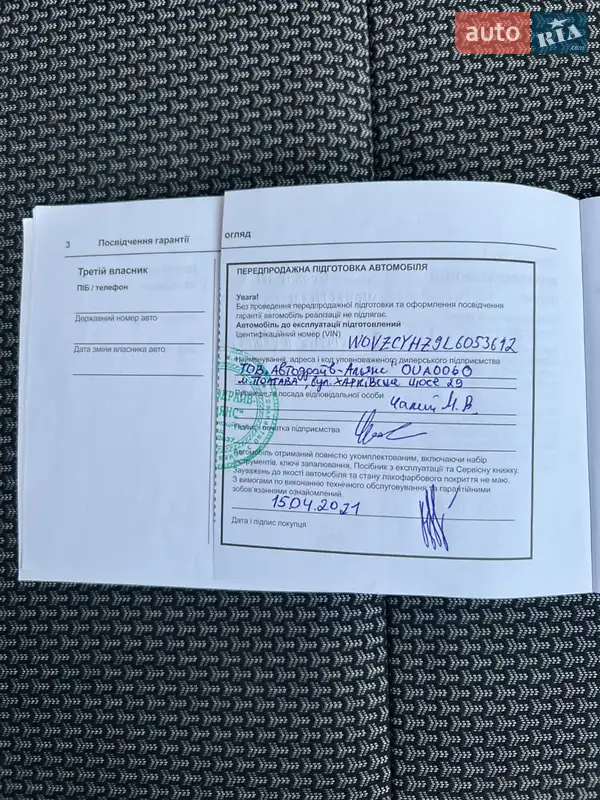 auto RIA
.com
3 Посвідчення гарантії
Третій власник
ПІБ / телефон
Державний номер авто
Дата зміни власника авто
огляд
ПЕРЕДПРОДАЖНА ПІДГОТОВКА АВТОМОБІЛЯ
Увага!
Без проведення передпродажної підготовки та оформлення посвідчення
гарантії автомобіль реалізації не підлягає.
Автомобіль до експлуатації підготовлений
Ідентифікаційний номер (VIN) W0VZCYHZ9L6053612
Найменування, адреса і код уповноваженого дилерського підприємства
ТОВ "Автодрайв-Альянс" OUA0060
м.Полтава, вул. Харківське шосе 29
Прізвище та посада відповідальної особи Чалий М.В
Підпис і печатка підприємства
Автомобіль отриманий повністю укомплектованим, включаючи набір
інструментів, ключі запалювання. Посібник з експлуатації та Сервісну книжку.
Зауважень до якості автомобіля та стану лакофарбового покриття не маю.
З вимогами по виконанню технічного обслуговування та гарантійними
зобов'язаннями ознайомлений.
15.04.2021
Дата і підпис покупця